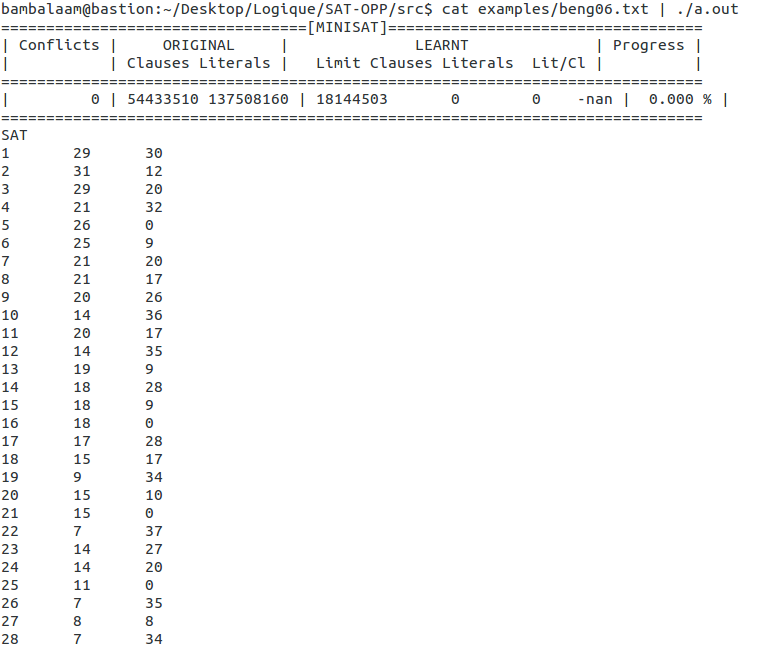 bambalaam@bastion:~/Desktop/Logique/SAT-OPP/src$ cat examples/beng06.txt | ./a.out
==================================[MINISAT]===================================
| Conflicts |     ORIGINAL     |              LEARNT              | Progress |
|           | Clauses Literals |   Limit Clauses Literals  Lit/Cl |          |
==============================================================================
|         0 | 54433510 137508160 | 18144503       0        0    -nan |  0.000 % |
==============================================================================
SAT
1       29      30
2       31      12
3       29      20
4       21      32
5       26      0
6       25      9
7       21      20
8       21      17
9       20      26
10      14      36
11      20      17
12      14      35
13      19      9
14      18      28
15      18      9
16      18      0
17      17      28
18      15      17
19      9       34
20      15      10
21      15      0
22      7       37
23      14      27
24      14      20
25      11      0
26      7       35
27      8       8
28      7       34